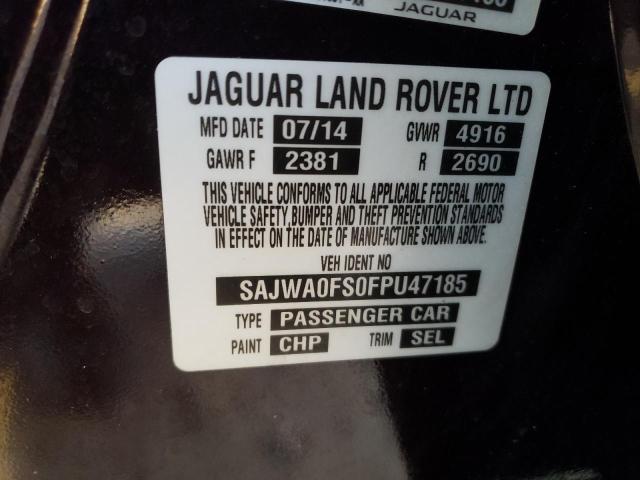 JAGUAR
JAGUAR LAND ROVER LTD
MFD DATE 07/14 GVWR 4916
GAWR F 2381 R 2690
THIS VEHICLE CONFORMS TO ALL APPLICABLE FEDERAL MOTOR
VEHICLE SAFETY,BUMPER AND THEFT PREVENTION STANDARDS
IN EFFECT ON THE DATE OF MANUFACTURE SHOWN ABOVE.
VEH IDENT NO
SAJWA0FS0FPU47185
TYPE PASSENGER CAR
PAINT CHP TRIM SEL